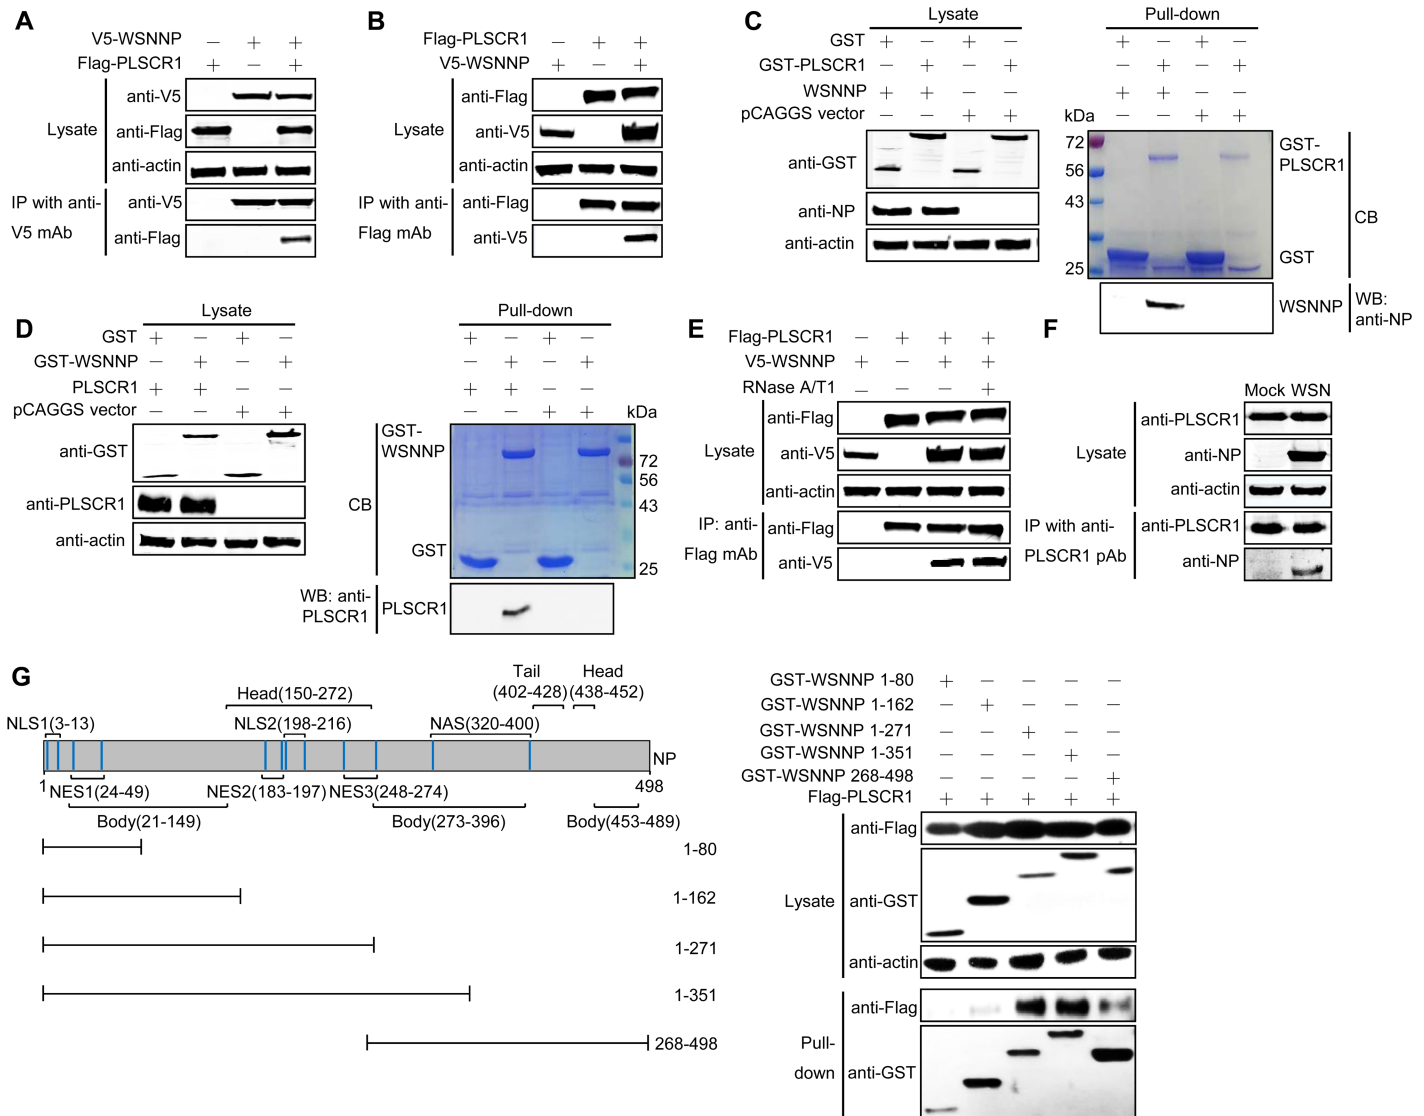 A
V5-WSNNP − + +
Flag-PLSCR1 + − +
Lysate
anti-V5
anti-Flag
anti-actin
IP with anti-
V5 mAb
anti-V5
anti-Flag
B
Flag-PLSCR1 − + +
V5-WSNNP + − +
Lysate
anti-Flag
anti-V5
anti-actin
IP with anti-
Flag mAb
anti-Flag
anti-V5
C
Lysate
Pull-down
GST + − + − + − + −
GST-PLSCR1 − + − + − + − +
WSNNP + + − − + + − −
pCAGGS vector − − + + − − + +
anti-GST
anti-NP
anti-actin
kDa
72
56
43
25
GST-
PLSCR1
GST
CB
WSNNP
WB:
anti-NP
D
Lysate
Pull-down
GST + − + − + − + −
GST-WSNNP − + − + − + − +
PLSCR1 + + − − + + − −
pCAGGS vector − − + + − − + +
anti-GST
anti-PLSCR1
anti-actin
kDa
GST-
WSNNP
CB
GST
72
56
43
25
WB: anti-
PLSCR1
PLSCR1
E
Flag-PLSCR1 − + + +
V5-WSNNP + − + +
RNase A/T1 − − − +
Lysate
anti-Flag
anti-V5
anti-actin
IP: anti-
Flag mAb
anti-Flag
anti-V5
F
Mock WSN
Lysate
anti-PLSCR1
anti-NP
anti-actin
IP with anti-
PLSCR1 pAb
anti-PLSCR1
anti-NP
G
Tail
(402-428)
Head
(438-452)
Head(150-272)
NLS1(3-13)
NLS2(198-216)
NAS(320-400)
NP
1
498
NES1(24-49)
NES2(183-197)
NES3(248-274)
Body(21-149)
Body(273-396)
Body(453-489)
1-80
1-162
1-271
1-351
268-498
GST-WSNNP 1-80 + − − − −
GST-WSNNP 1-162 − + − − −
GST-WSNNP 1-271 − − + − −
GST-WSNNP 1-351 − − − + −
GST-WSNNP 268-498 − − − − +
Flag-PLSCR1 + + + + +
Lysate
anti-Flag
anti-GST
anti-actin
Pull-
down
anti-Flag
anti-GST